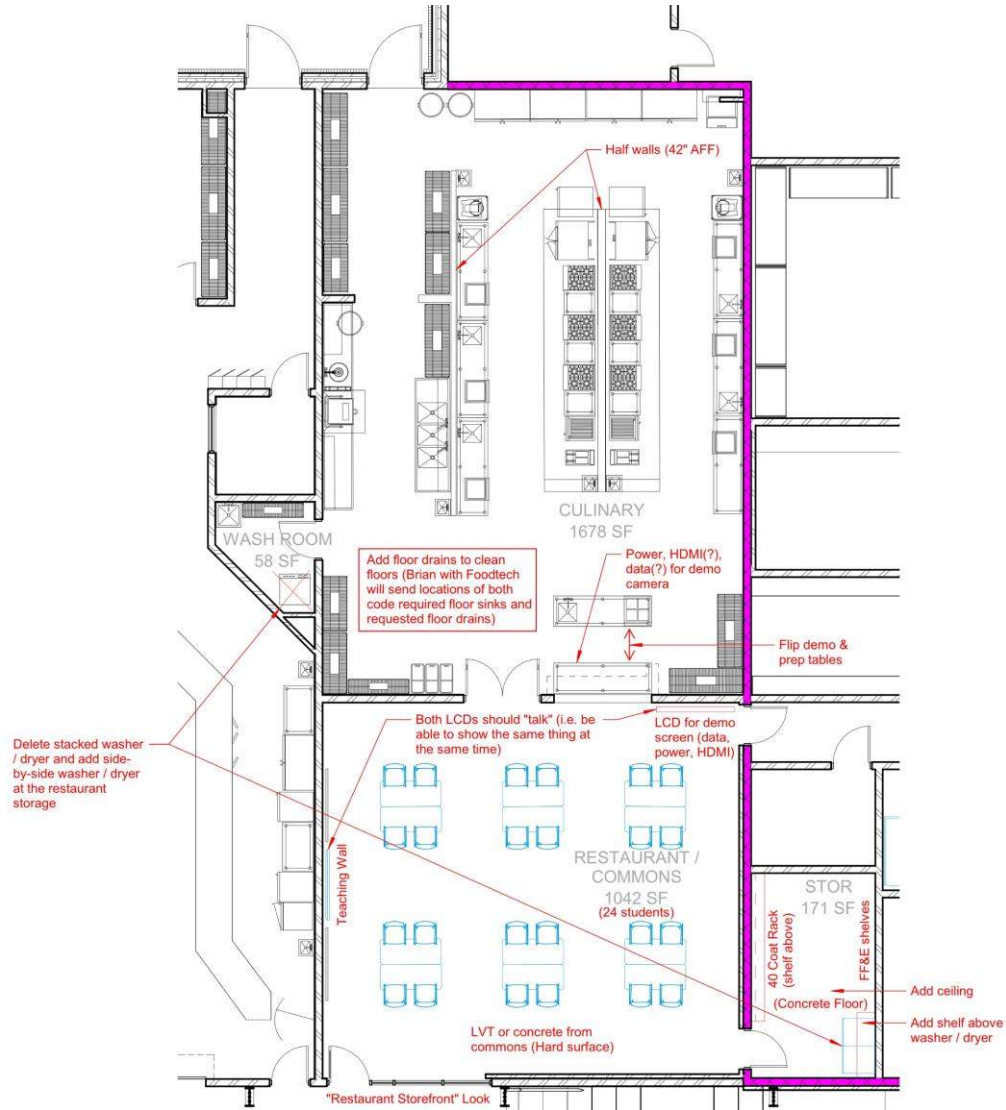 Half walls (42" AFF)
CULINARY
1678 SF
WASH ROOM
58 SF
Add floor drains to clean
floors (Brian with Foodtech
will send locations of both
code required floor sinks and
requested floor drains)
Power, HDMI(?),
data(?) for demo
camera
Flip demo &
prep tables
Both LCDs should "talk" (i.e. be
able to show the same thing at
the same time)
LCD for demo
screen (data,
power, HDMI)
Delete stacked washer
/ dryer and add side-
by-side washer / dryer
at the restaurant
storage
Teaching Wall
RESTAURANT /
COMMONS
1042 SF
(24 students)
STOR
171 SF
40 Coat Rack
(shelf above)
FF&E shelves
(Concrete Floor)
Add ceiling
Add shelf above
washer / dryer
LVT or concrete from
commons (Hard surface)
"Restaurant Storefront" Look